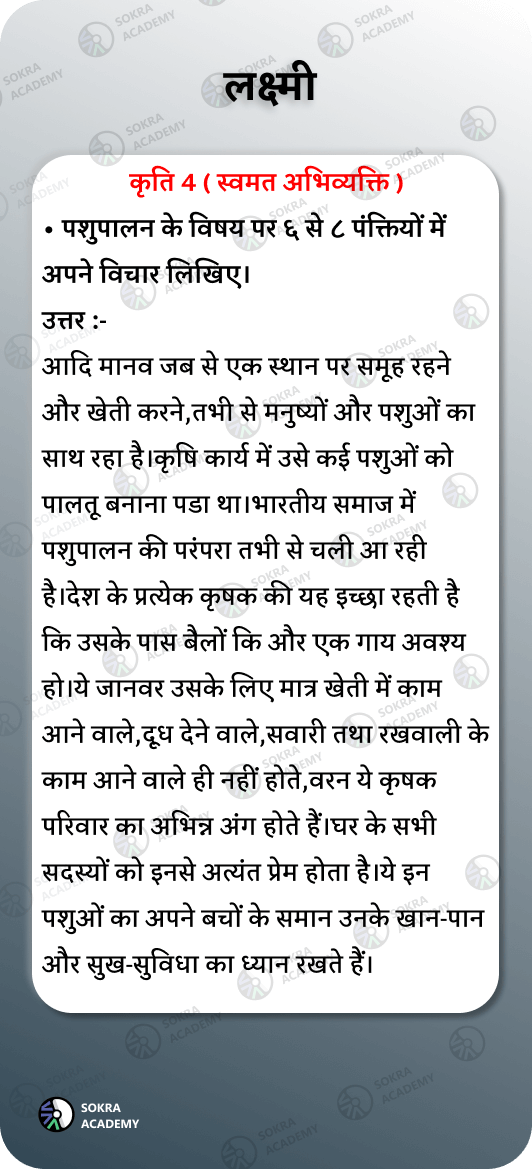 लक्ष्मी
कृति 4 ( स्वमत अभिव्यक्ति )
• पशुपालन के विषय पर ६ से ८ पंक्तियों में
अपने विचार लिखिए।
उत्तर :-
आदि मानव जब से एक स्थान पर समूह रहने
और खेती करने,तभी से मनुष्यों और पशुओं का
साथ रहा है।कृषि कार्य में उसे कई पशुओं को
पालतू बनाना पडा था।भारतीय समाज में
पशुपालन की परंपरा तभी से चली आ रही
है।देश के प्रत्येक कृषक की यह इच्छा रहती है
कि उसके पास बैलों कि और एक गाय अवश्य
हो।ये जानवर उसके लिए मात्र खेती में काम
आने वाले,दूध देने वाले,सवारी तथा रखवाली के
काम आने वाले ही नहीं होते,वरन ये कृषक
परिवार का अभिन्न अंग होते हैं।घर के सभी
सदस्यों को इनसे अत्यंत प्रेम होता है।ये इन
पशुओं का अपने बचों के समान उनके खान-पान
और सुख-सुविधा का ध्यान रखते हैं।
SOKRA
ACADEMY